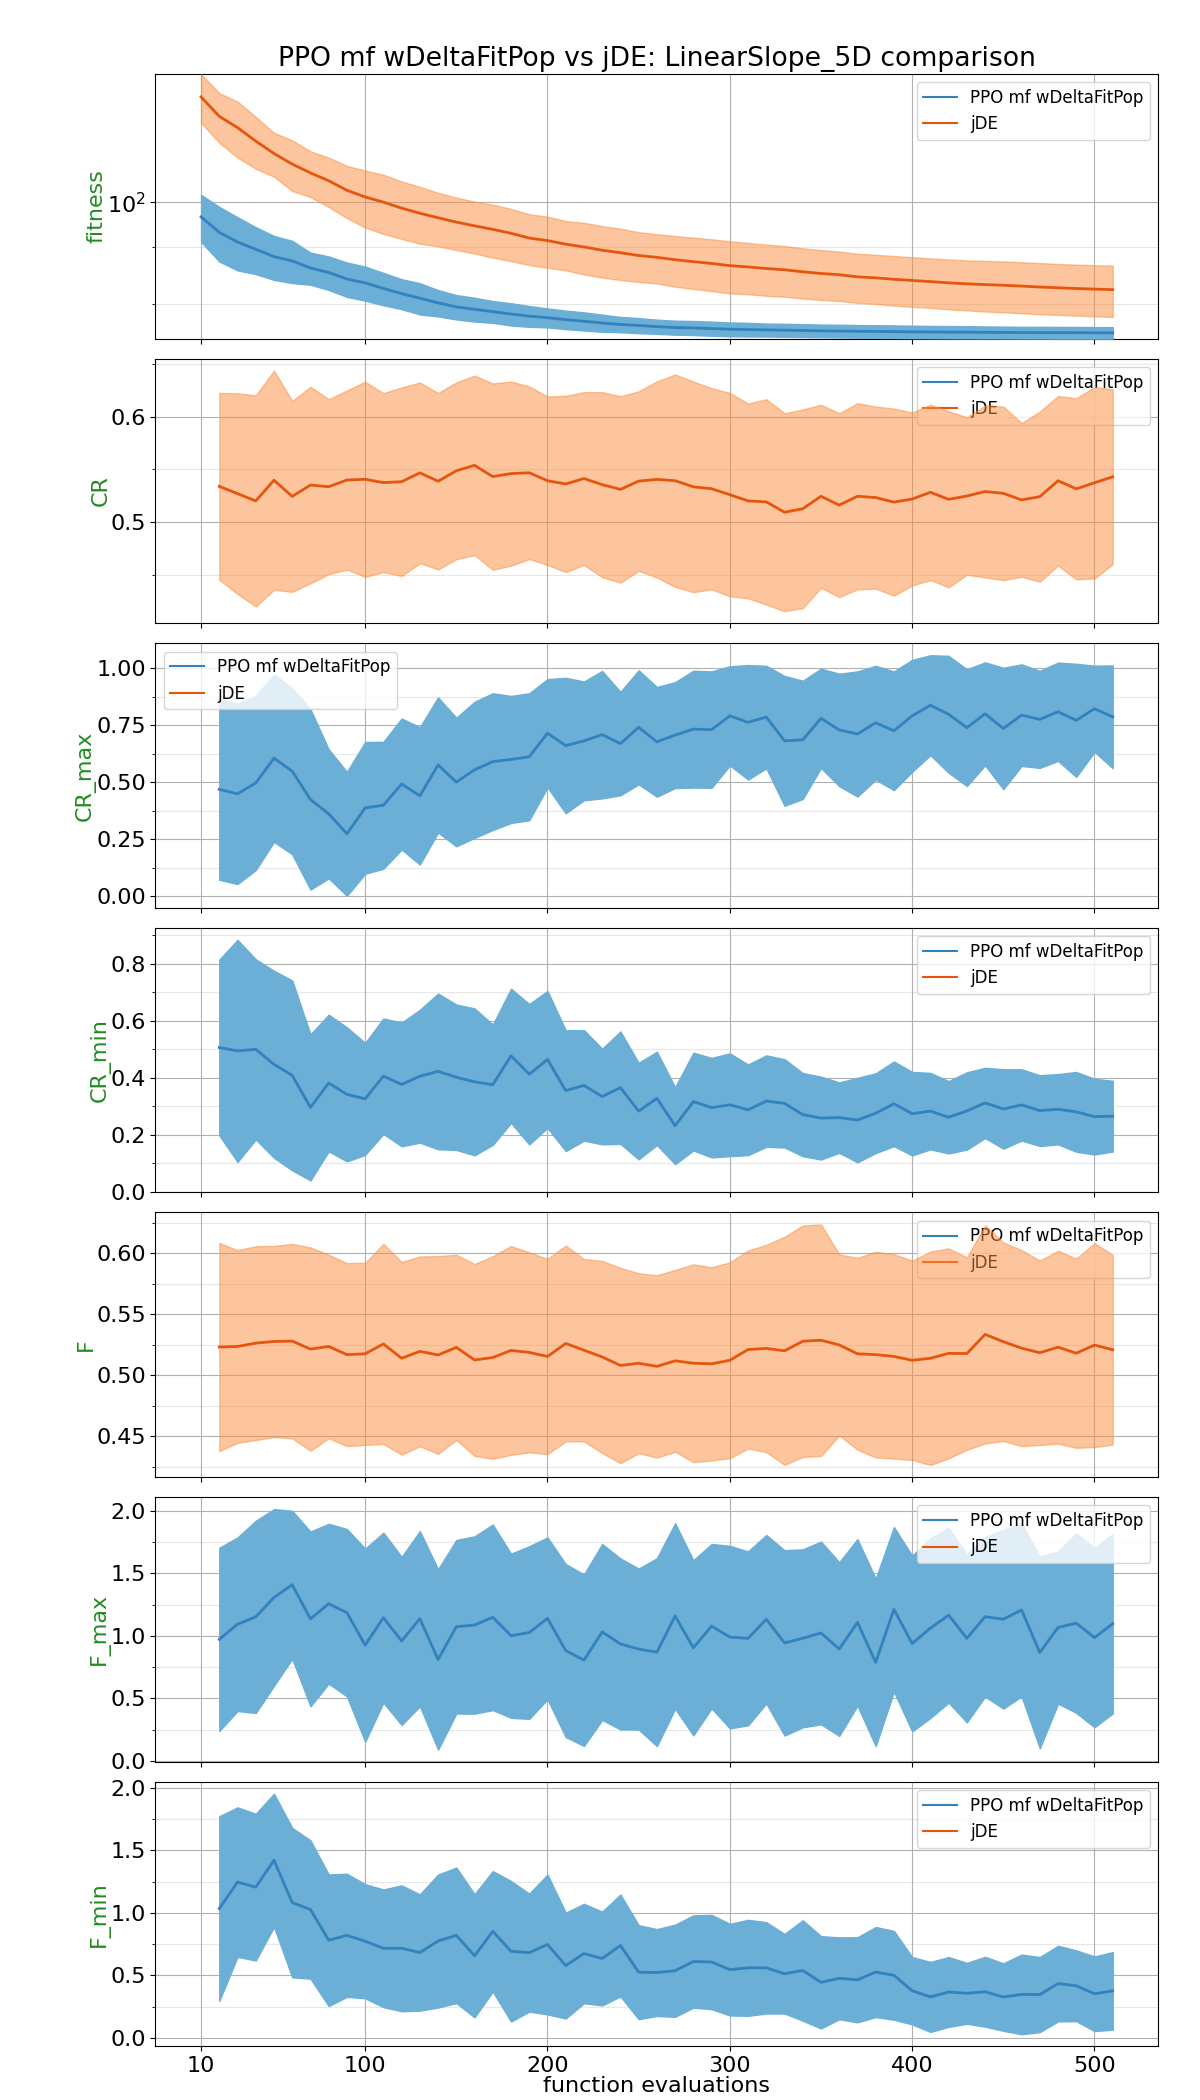 PPO mf wDeltaFitPop vs jDE: LinearSlope_5D comparison
fitness
10²
PPO mf wDeltaFitPop
jDE
CR
0.6
0.5
PPO mf wDeltaFitPop
jDE
CR_max
1.00
0.75
0.50
0.25
0.00
PPO mf wDeltaFitPop
jDE
CR_min
0.8
0.6
0.4
0.2
0.0
PPO mf wDeltaFitPop
jDE
F
0.60
0.55
0.50
0.45
PPO mf wDeltaFitPop
jDE
F_max
2.0
1.5
1.0
0.5
0.0
PPO mf wDeltaFitPop
jDE
F_min
2.0
1.5
1.0
0.5
0.0
PPO mf wDeltaFitPop
jDE
10 100 200 300 400 500
function evaluations